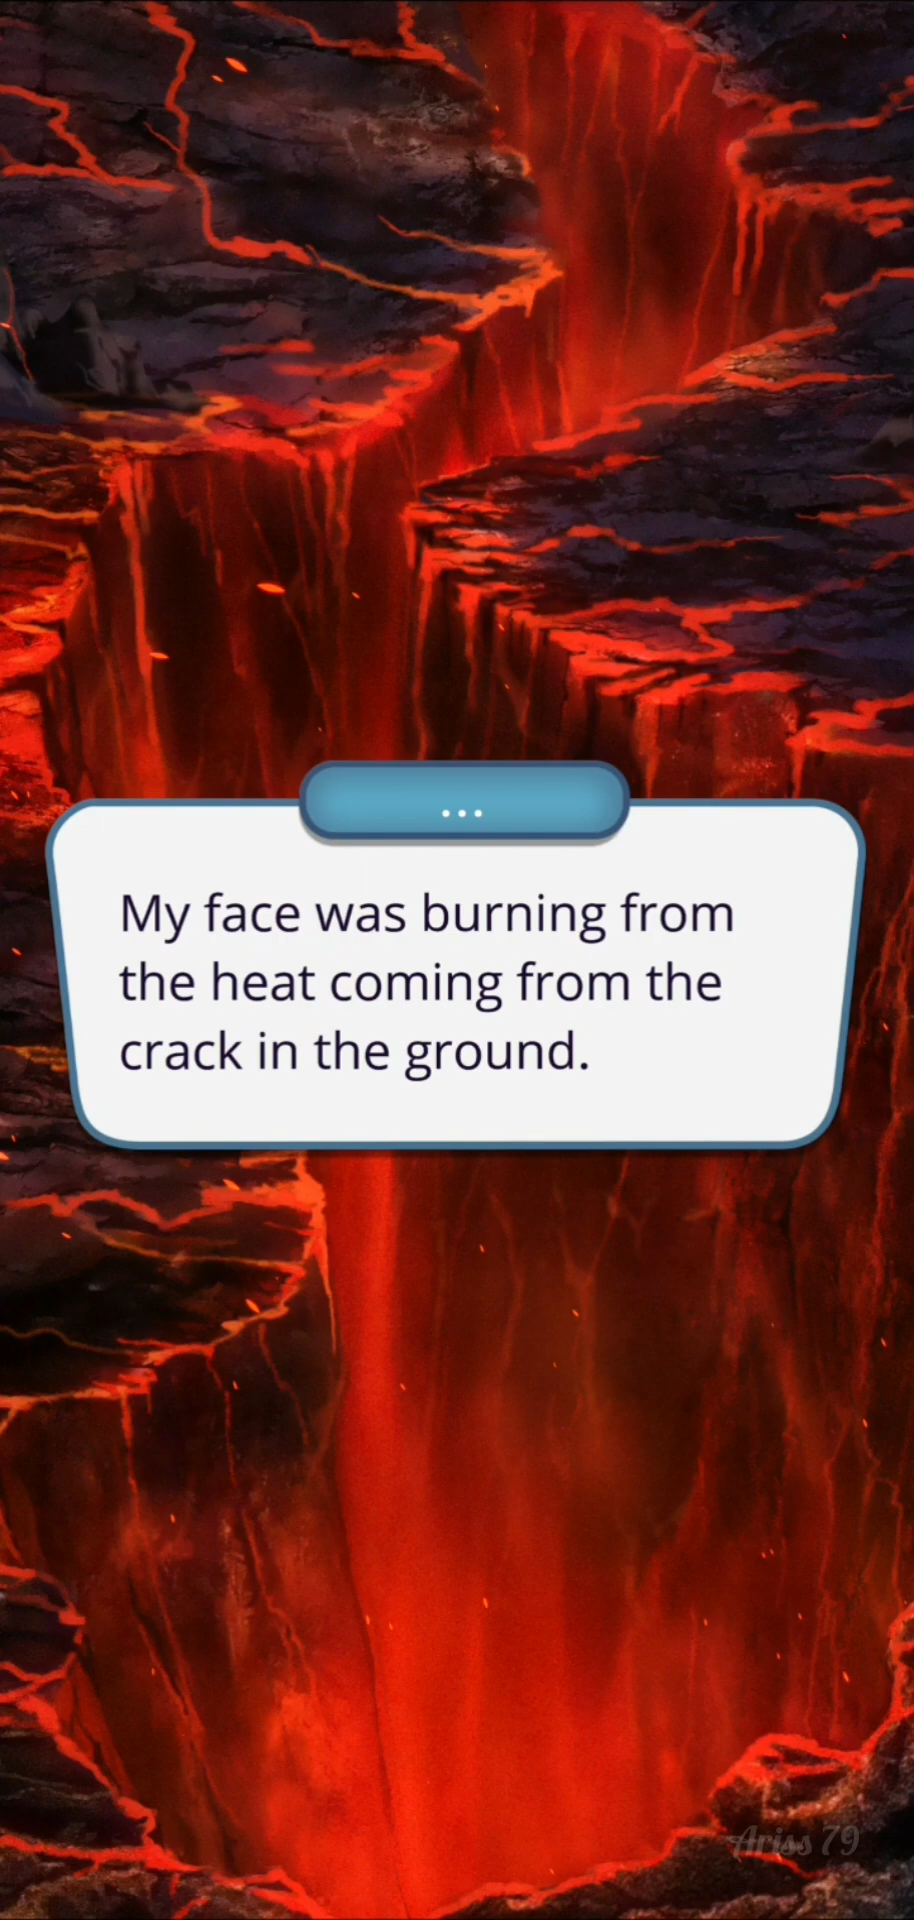 ...
My face was burning from
the heat coming from the
crack in the ground.
Ariss 79